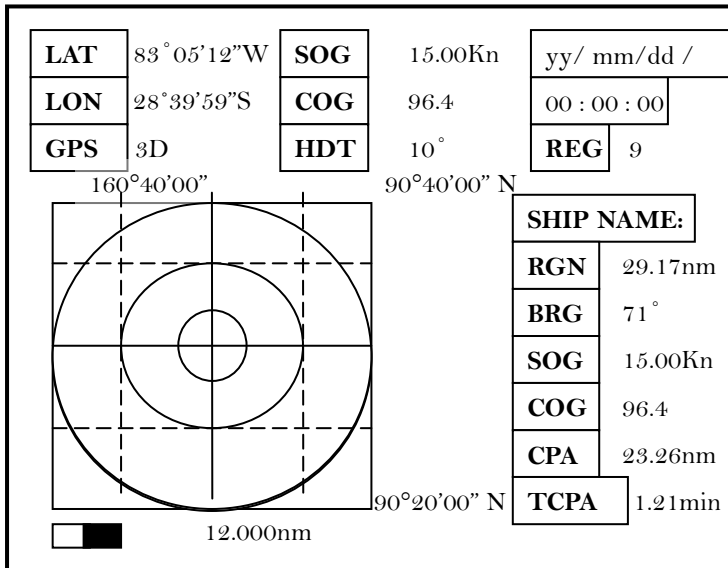 LAT 83°05'12"W SOG 15.00Kn yy/ mm/dd /
LON 28°39'59"S COG 96.4 00 : 00 : 00
GPS 3D HDT 10° REG 9
160°40'00" 90°40'00" N
SHIP NAME:
RGN 29.17nm
BRG 71°
SOG 15.00Kn
COG 96.4
CPA 23.26nm
90°20'00" N TCPA 1.21min
12.000nm